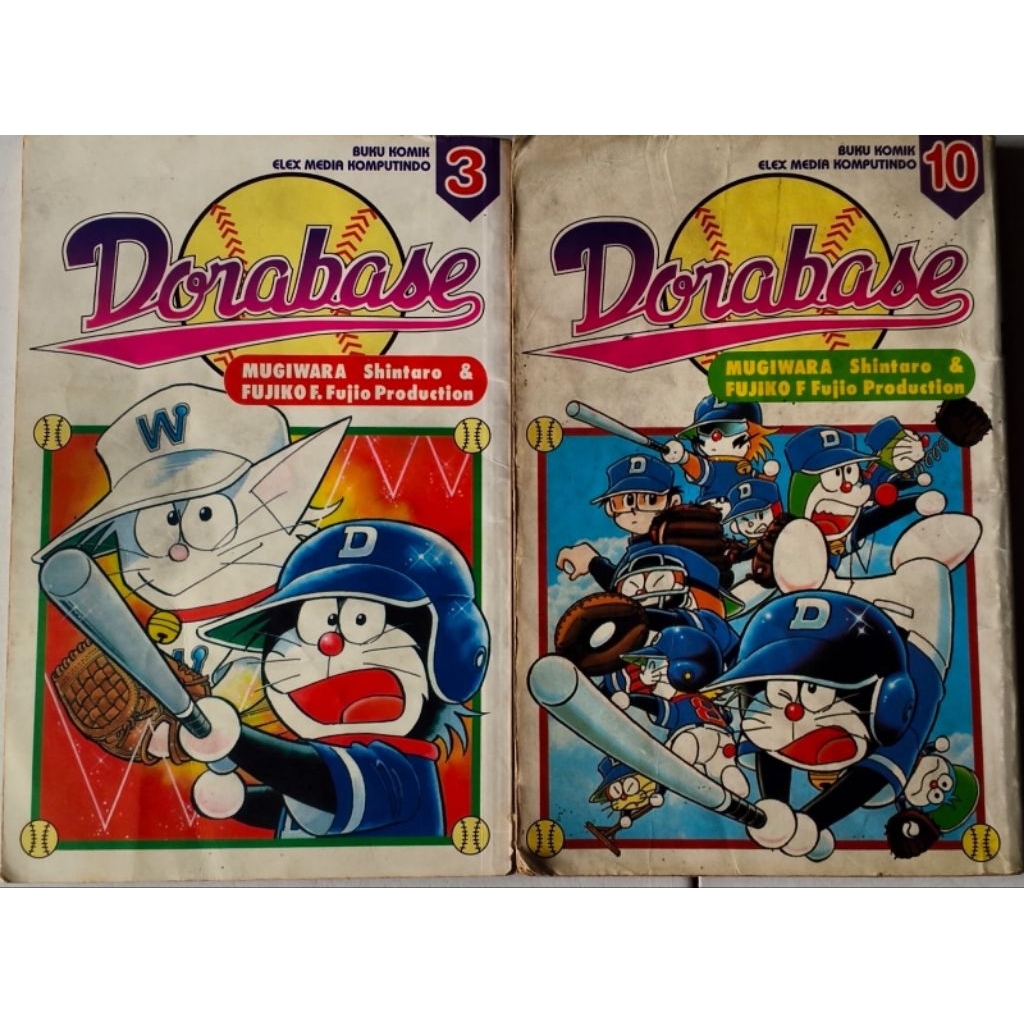 BUKU KOMIK
ELEX MEDIA KOMPUTINDO
3
Dorabase
MUGIWARA Shintaro &
FUJIKO F. Fujio Production
W
D
W
BUKU KOMIK
ELEX MEDIA KOMPUTINDO
10
Dorabase
MUGIWARA Shintaro &
FUJIKO F Fujio Production
D
D
D
D